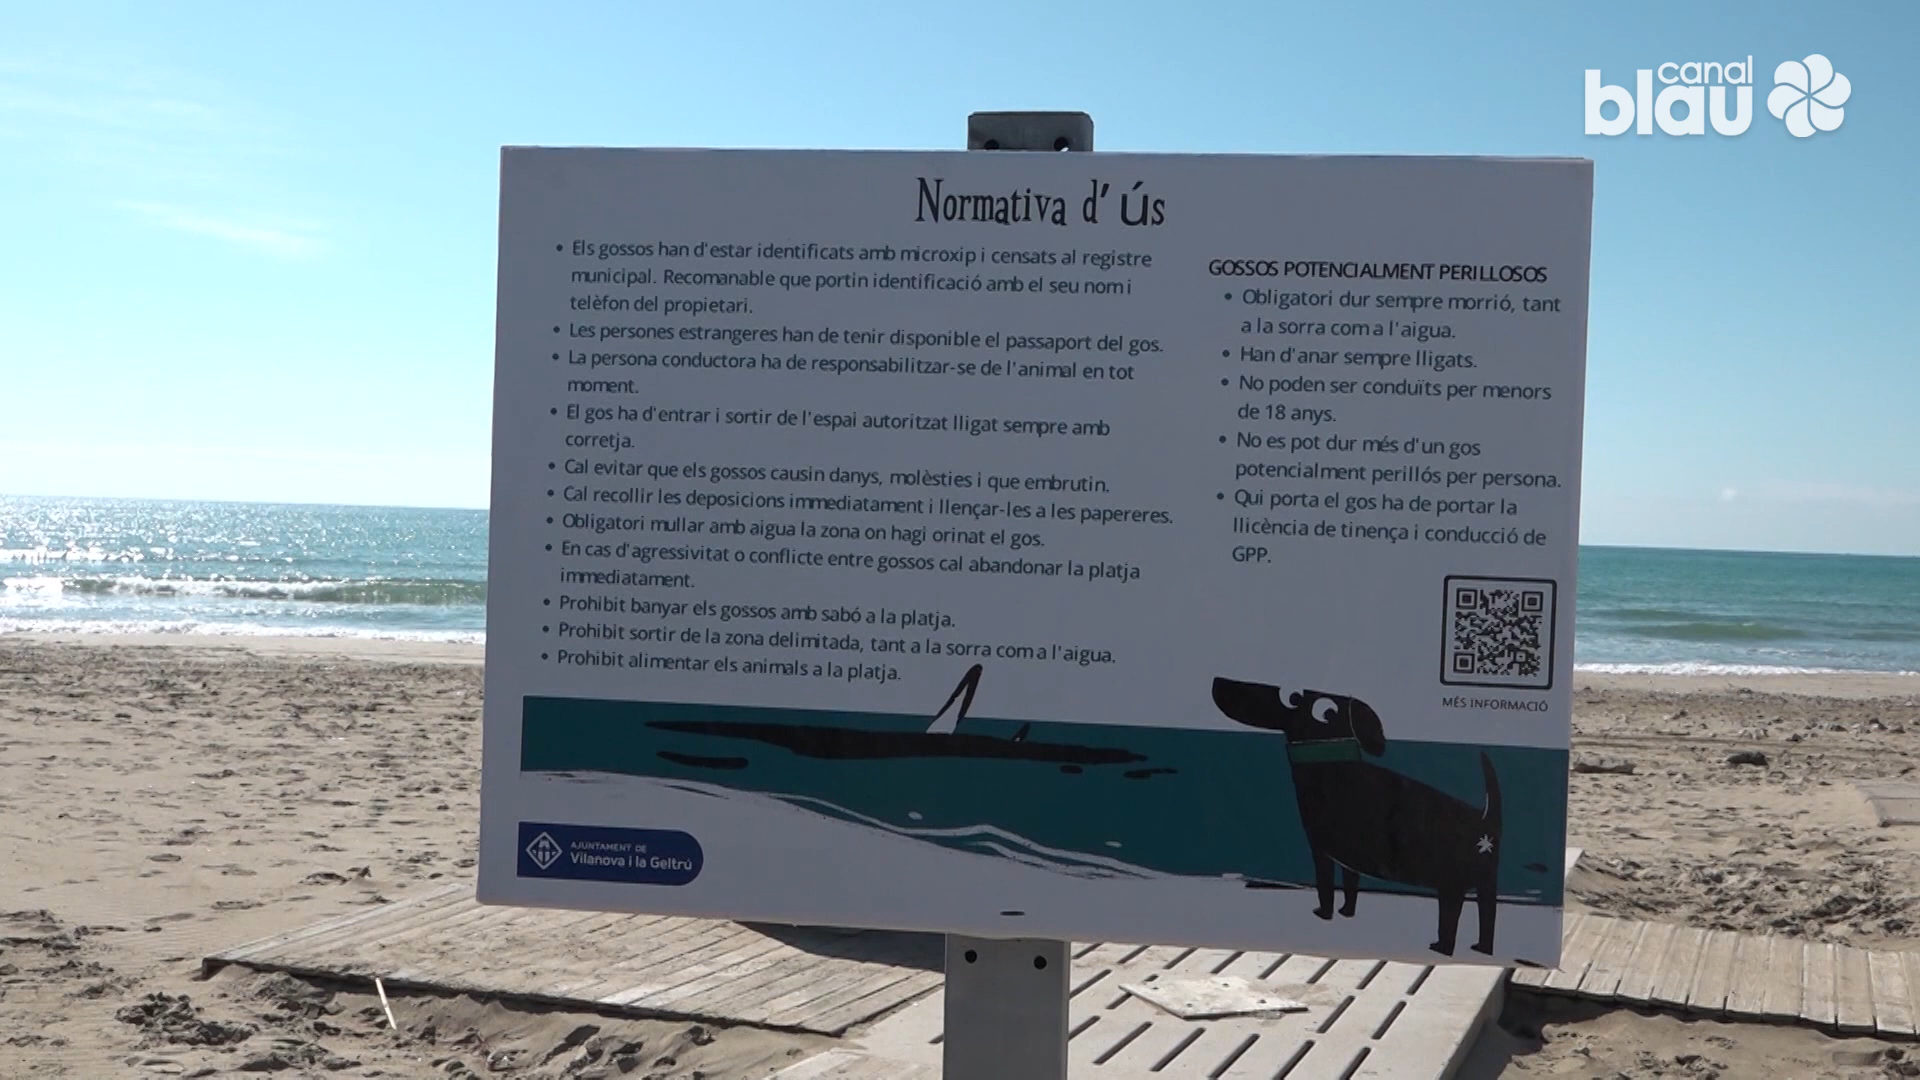 canal
blau
Normativa d'ús
• Els gossos han d'estar identificats amb microxip i censats al registre
municipal. Recomanable que portin identificació amb el seu nom i
telèfon del propietari.
• Les persones estrangeres han de tenir disponible el passaport del gos.
• La persona conductora ha de responsabilitzar-se de l'animal en tot
moment.
• El gos ha d'entrar i sortir de l'espai autoritzat lligat sempre amb
corretja.
• Cal evitar que els gossos causin danys, molèsties i que embrutin.
• Cal recollir les deposicions immediatament i llençar-les a les papereres.
• Obligatori mullar amb aigua la zona on hagi orinat el gos.
• En cas d'agressivitat o conflicte entre gossos cal abandonar la platja
immediatament.
• Prohibit banyar els gossos amb sabó a la platja.
• Prohibit sortir de la zona delimitada, tant a la sorra com a l'aigua.
• Prohibit alimentar els animals a la platja.
GOSSOS POTENCIALMENT PERILLOSOS
• Obligatori dur sempre morrió, tant
a la sorra com a l'aigua.
• Han d'anar sempre lligats.
• No poden ser conduïts per menors
de 18 anys.
• No es pot dur més d'un gos
potencialment perillós per persona.
• Qui porta el gos ha de portar la
llicència de tinença i conducció de
GPP.
MÉS INFORMACIÓ
AJUNTAMENT DE
Vilanova i la Geltrú